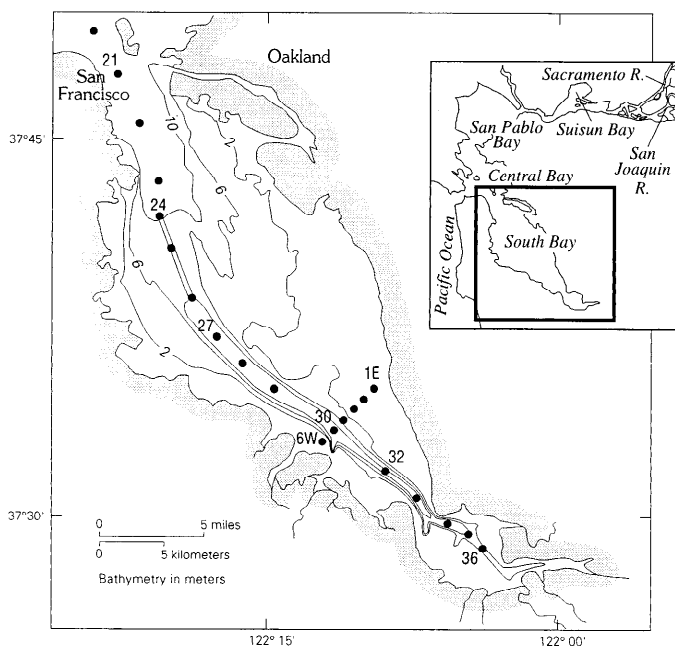 Oakland
21
San
Francisco
10
2
6
37°45'
24
6
2
27
1E
30
6W
32
36
37°30'
0 5 miles
0 5 kilometers
Bathymetry in meters
122°15'
122°00'
Sacramento R.
San Pablo
Bay
Suisun Bay
San
Joaquin
R.
Central Bay
South Bay
Pacific Ocean